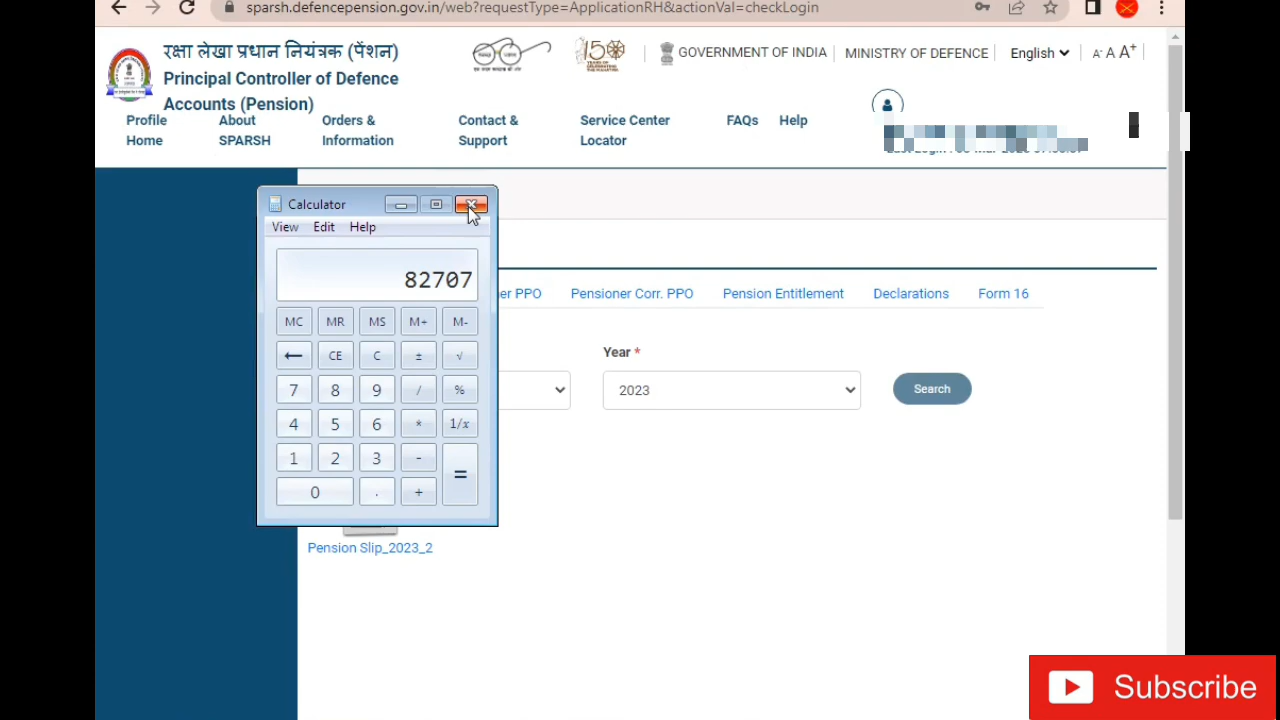 sparsh.defencepension.gov.in/web?requestType=ApplicationRH&actionVal=checkLogin
रक्षा लेखा प्रधान नियंत्रक (पेंशन)
Principal Controller of Defence
Accounts (Pension)
GOVERNMENT OF INDIA
MINISTRY OF DEFENCE
English
A- A A+
Profile
Home
About
SPARSH
Orders &
Information
Contact &
Support
Service Center
Locator
FAQs
Help
Calculator
View Edit Help
82707
MC MR MS M+ M-
← CE C ± √
7 8 9 / %
4 5 6 * 1/x
1 2 3 - =
0 . +
er PPO
Pensioner Corr. PPO
Pension Entitlement
Declarations
Form 16
Year *
2023
Search
Pension Slip_2023_2
Subscribe